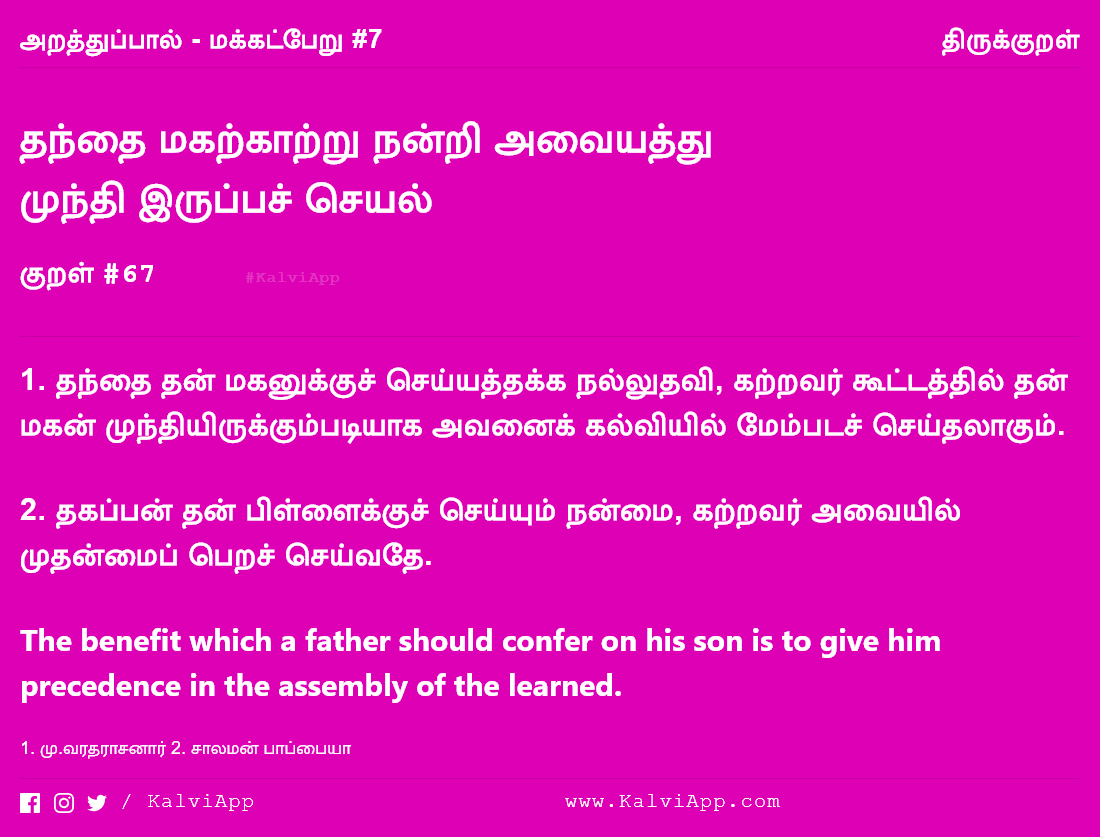 அறத்துப்பால் - மக்கட்பேறு #7
திருக்குறள்
தந்தை மகற்காற்று நன்றி அவையத்து
முந்தி இருப்பச் செயல்
குறள் #67
#KalviApp
1. தந்தை தன் மகனுக்குச் செய்யத்தக்க நல்லுதவி, கற்றவர் கூட்டத்தில் தன்
மகன் முந்தியிருக்கும்படியாக அவனைக் கல்வியில் மேம்படச் செய்தலாகும்.
2. தகப்பன் தன் பிள்ளைக்குச் செய்யும் நன்மை, கற்றவர் அவையில்
முதன்மைப் பெறச் செய்வதே.
The benefit which a father should confer on his son is to give him
precedence in the assembly of the learned.
1. மு.வரதராசனார் 2. சாலமன் பாப்பையா
/ KalviApp
www.KalviApp.com